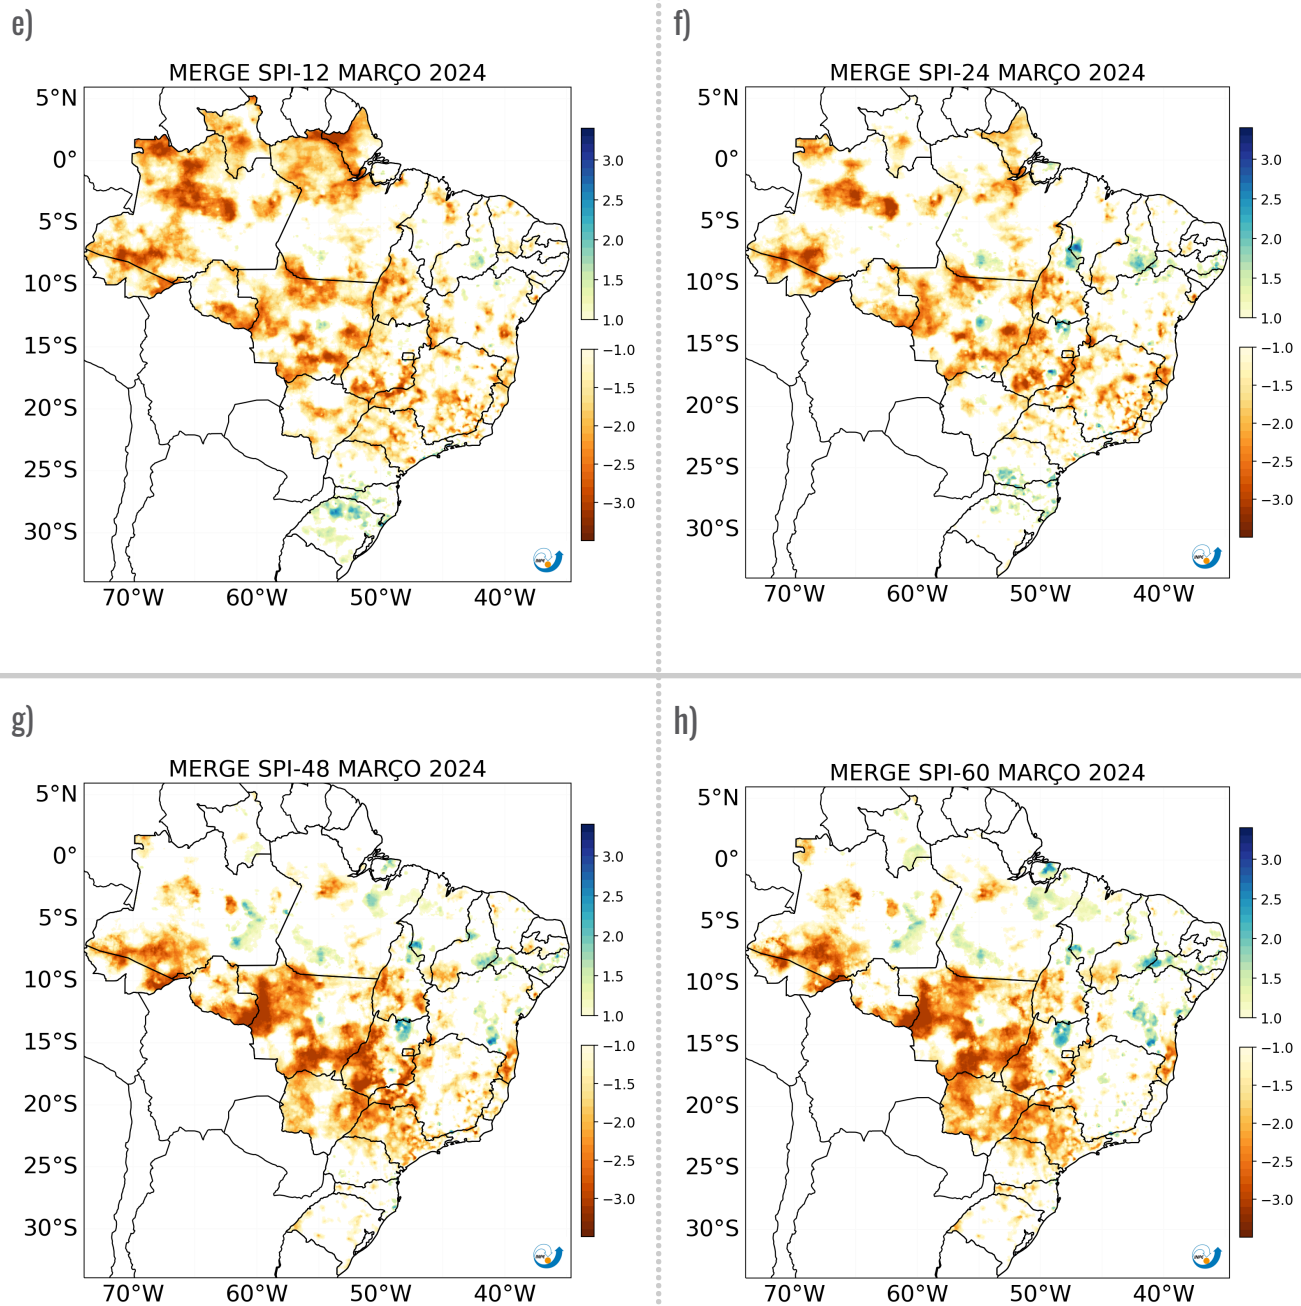 e)
MERGE SPI-12 MARÇO 2024
5°N
0°
5°S
10°S
15°S
20°S
25°S
30°S
70°W 60°W 50°W 40°W
3.0
2.5
2.0
1.5
1.0
−1.0
−1.5
−2.0
−2.5
−3.0
INPE
f)
MERGE SPI-24 MARÇO 2024
5°N
0°
5°S
10°S
15°S
20°S
25°S
30°S
70°W 60°W 50°W 40°W
3.0
2.5
2.0
1.5
1.0
−1.0
−1.5
−2.0
−2.5
−3.0
INPE
g)
MERGE SPI-48 MARÇO 2024
5°N
0°
5°S
10°S
15°S
20°S
25°S
30°S
70°W 60°W 50°W 40°W
3.0
2.5
2.0
1.5
1.0
−1.0
−1.5
−2.0
−2.5
−3.0
INPE
h)
MERGE SPI-60 MARÇO 2024
5°N
0°
5°S
10°S
15°S
20°S
25°S
30°S
70°W 60°W 50°W 40°W
3.0
2.5
2.0
1.5
1.0
−1.0
−1.5
−2.0
−2.5
−3.0
INPE